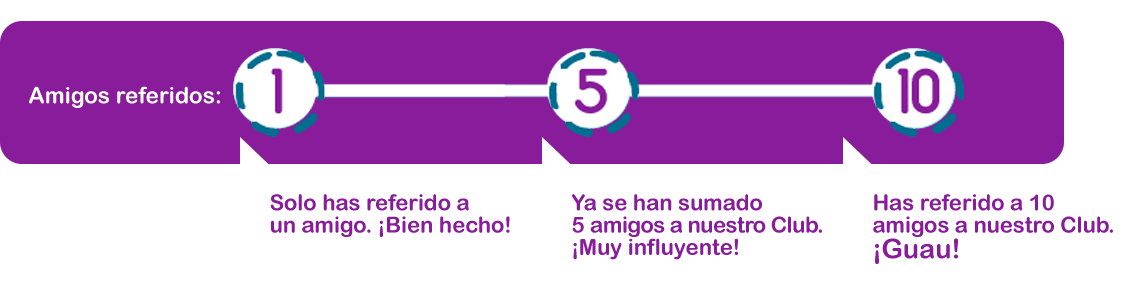 Amigos referidos:
1
5
10
Solo has referido a
un amigo. ¡Bien hecho!
Ya se han sumado
5 amigos a nuestro Club.
¡Muy influyente!
Has referido a 10
amigos a nuestro Club.
¡Guau!